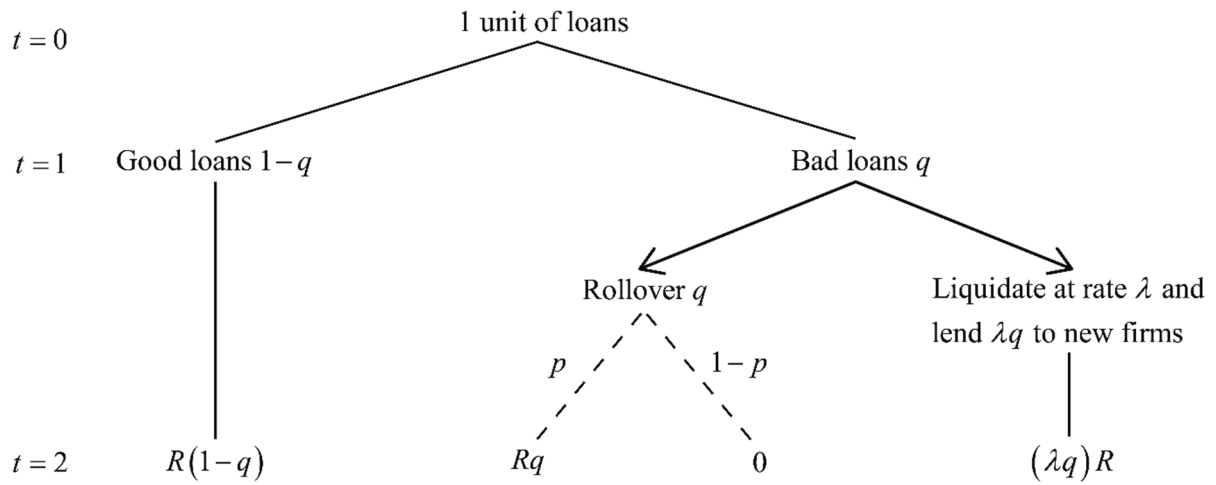 t = 0
1 unit of loans
t = 1
Good loans 1 − q
Bad loans q
Rollover q
Liquidate at rate λ and
lend λq to new firms
p
1 − p
t = 2
R(1 − q)
Rq
0
(λq)R